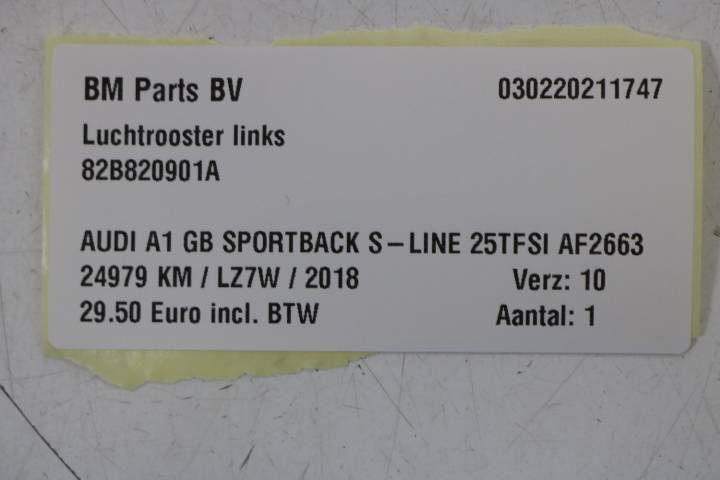 BM Parts BV 030220211747
Luchtrooster links
82B820901A
AUDI A1 GB SPORTBACK S-LINE 25TFSI AF2663
24979 KM / LZ7W / 2018 Verz: 10
29.50 Euro incl. BTW Aantal: 1